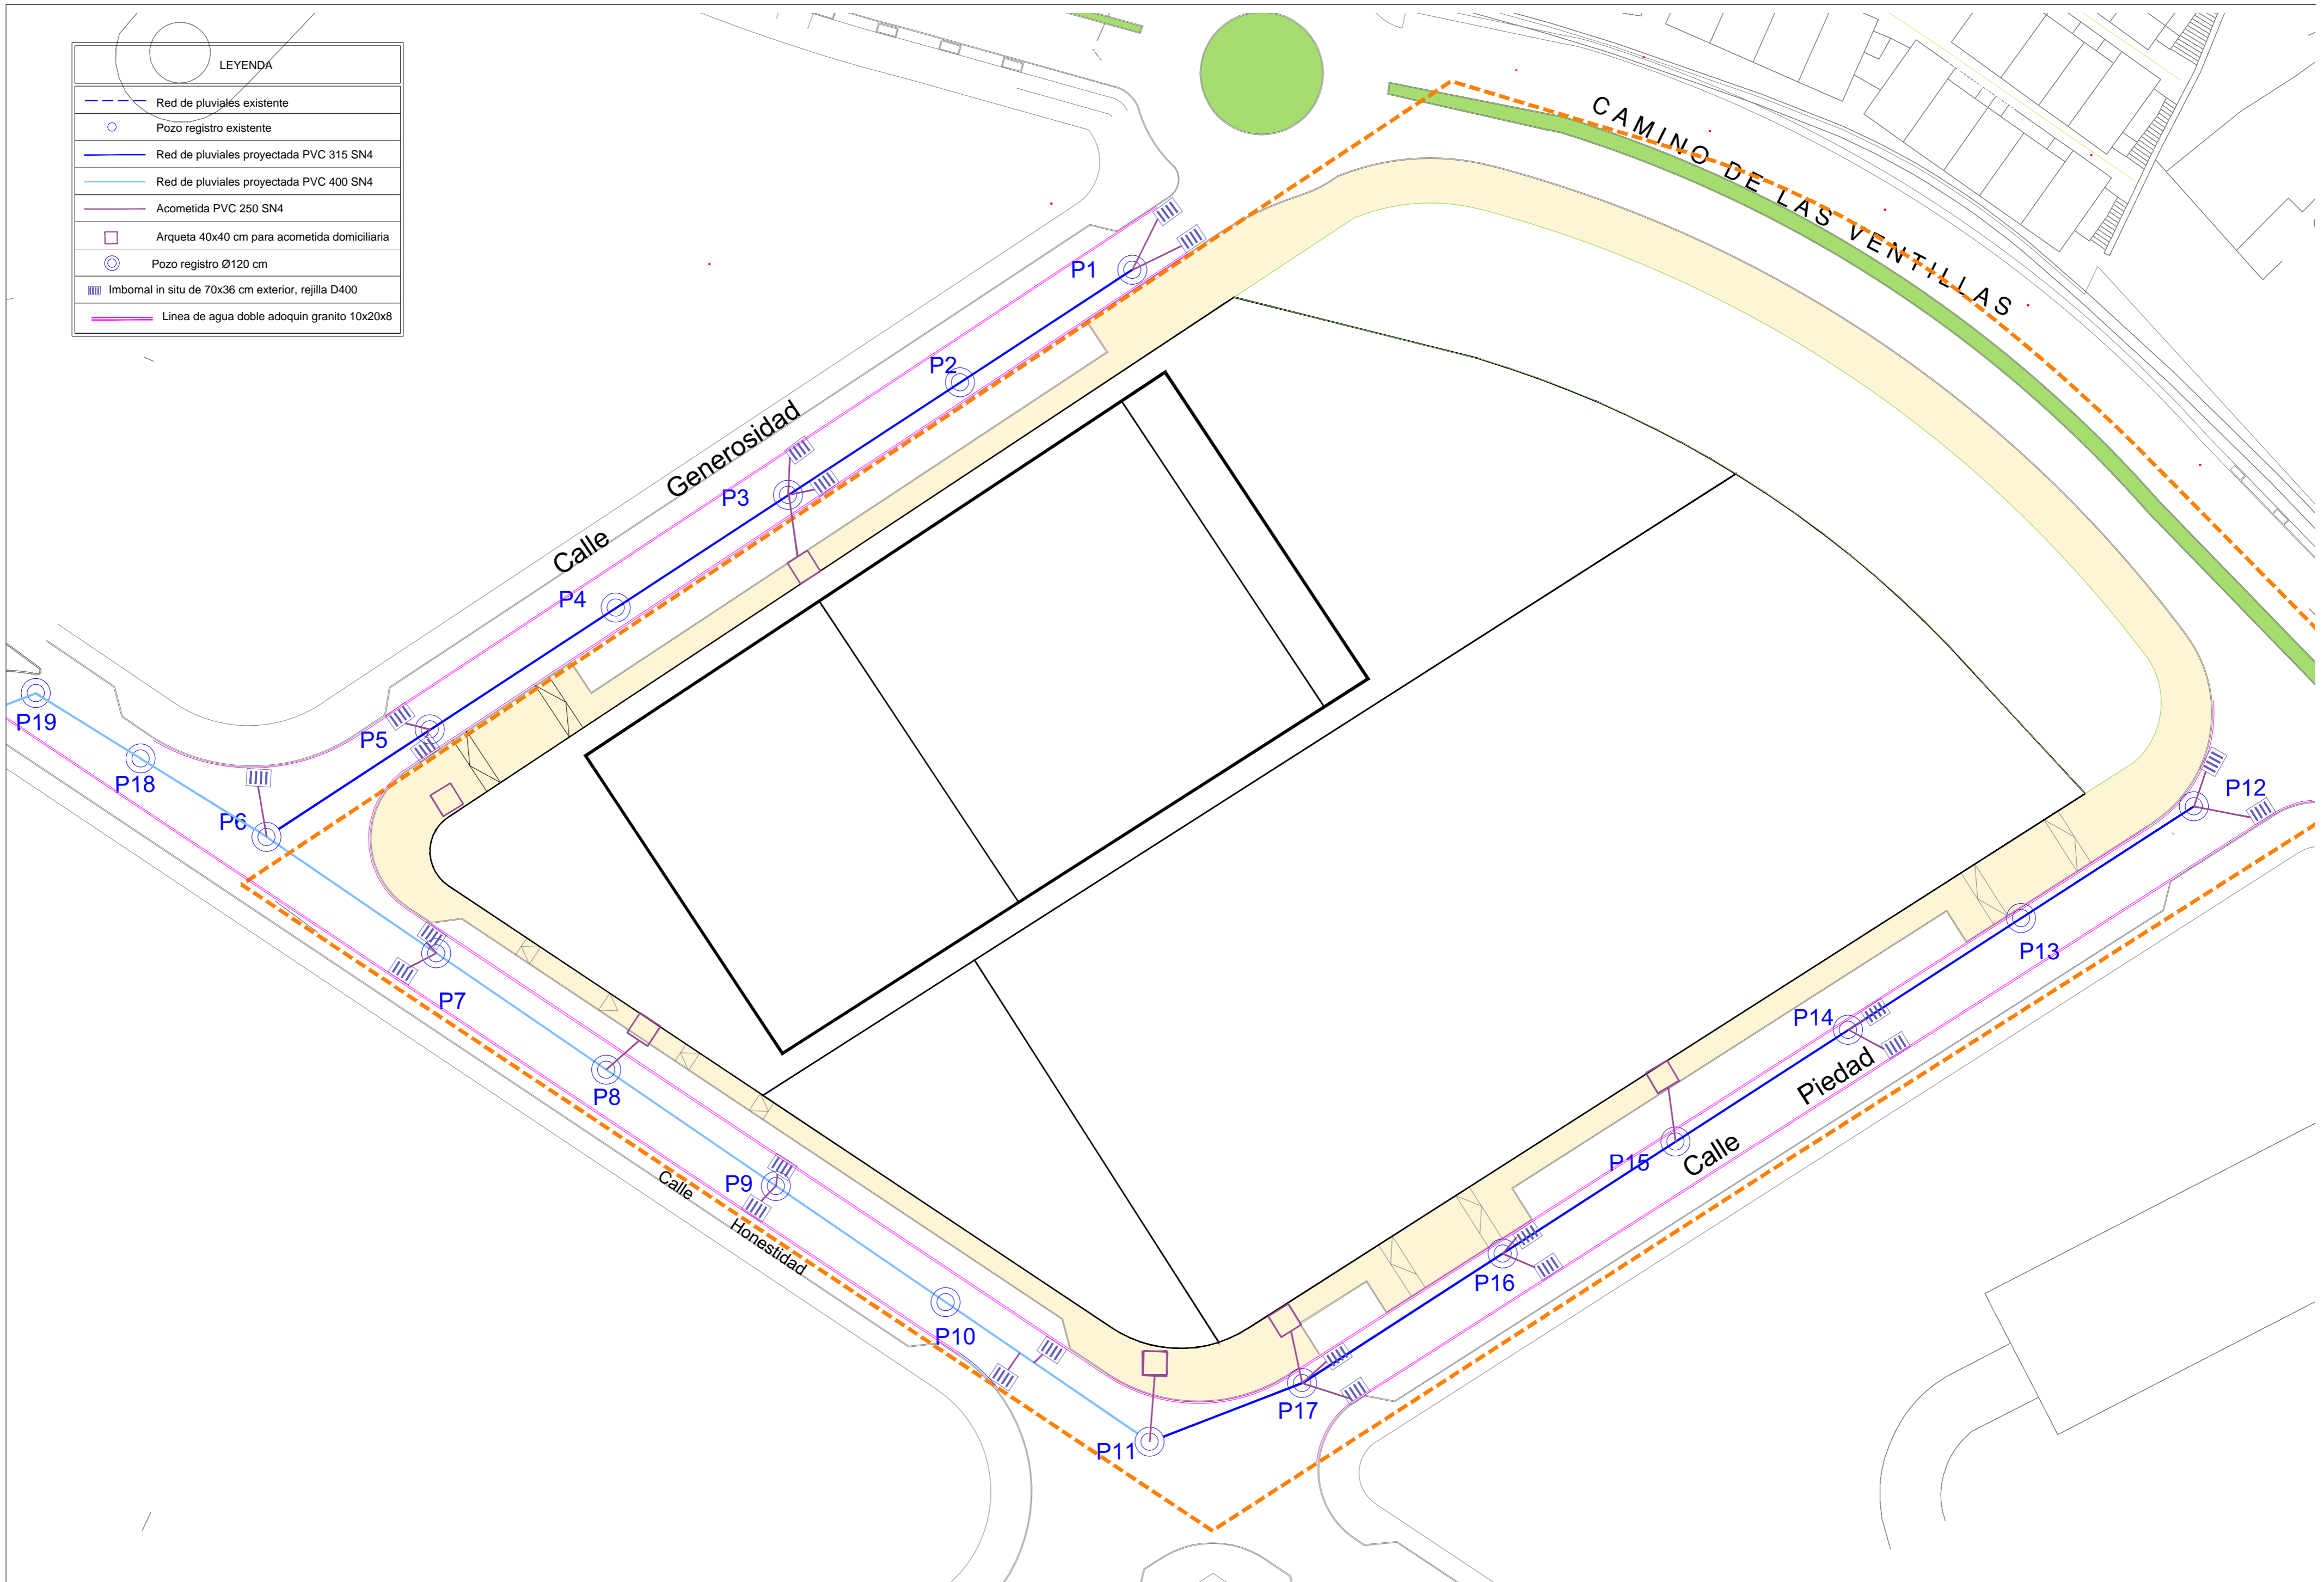 LEYENDA
Red de pluviales existente
Pozo registro existente
Red de pluviales proyectada PVC 315 SN4
Red de pluviales proyectada PVC 400 SN4
Acometida PVC 250 SN4
Arqueta 40x40 cm para acometida domiciliaria
Pozo registro Ø120 cm
Imbornal in situ de 70x36 cm exterior, rejilla D400
Linea de agua doble adoquin granito 10x20x8
CAMINO DE LAS VENTILLAS
P1
P2
Calle Generosidad
P3
P4
P5
P19
P18
P6
P12
P7
P13
P14
P8
Calle Piedad
P15
P9
Calle Honestidad
P16
P10
P17
P11